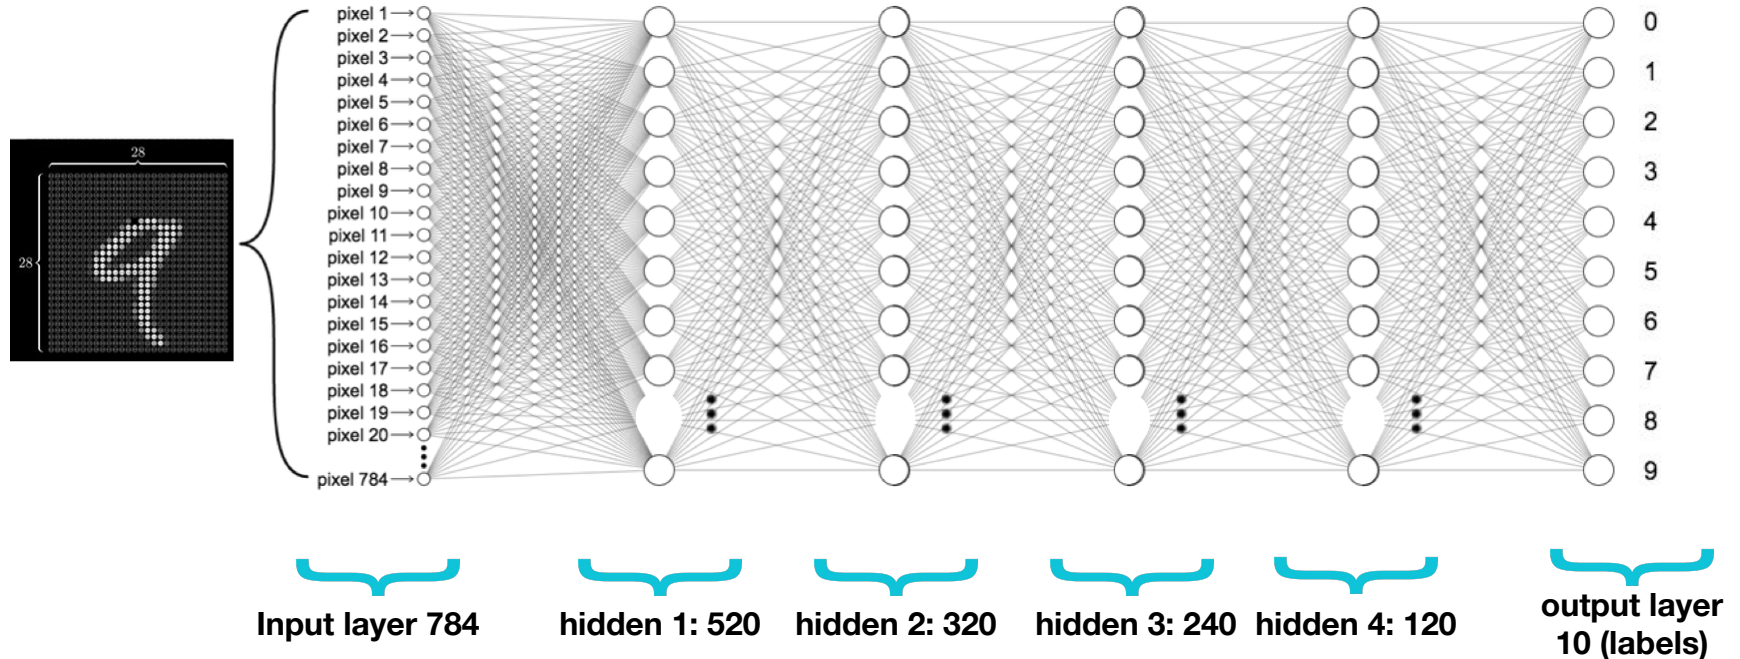 28
28
pixel 1
pixel 2
pixel 3
pixel 4
pixel 5
pixel 6
pixel 7
pixel 8
pixel 9
pixel 10
pixel 11
pixel 12
pixel 13
pixel 14
pixel 15
pixel 16
pixel 17
pixel 18
pixel 19
pixel 20
pixel 784
0
1
2
3
4
5
6
7
8
9
Input layer 784
hidden 1: 520
hidden 2: 320
hidden 3: 240
hidden 4: 120
output layer
10 (labels)